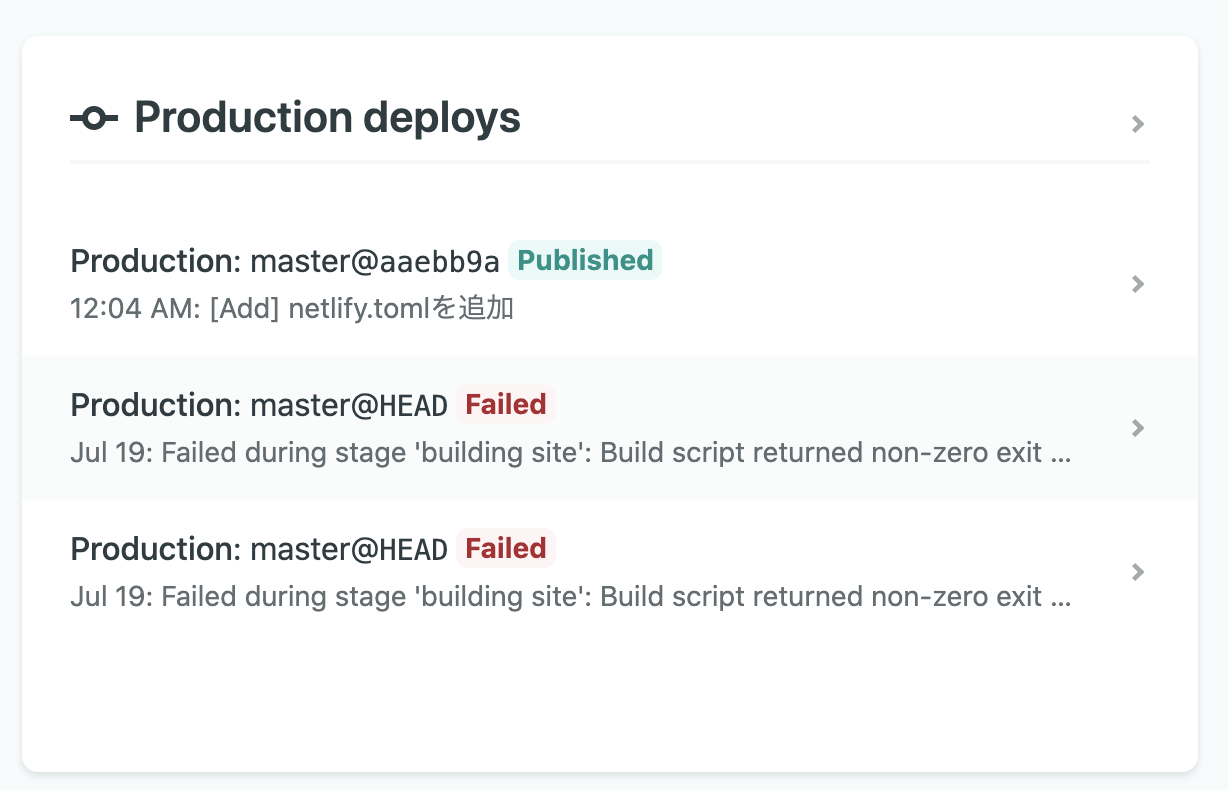 Production deploys
Production: master@aaebb9a Published
12:04 AM: [Add] netlify.tomlを追加
Production: master@HEAD Failed
Jul 19: Failed during stage 'building site': Build script returned non-zero exit ...
Production: master@HEAD Failed
Jul 19: Failed during stage 'building site': Build script returned non-zero exit ...